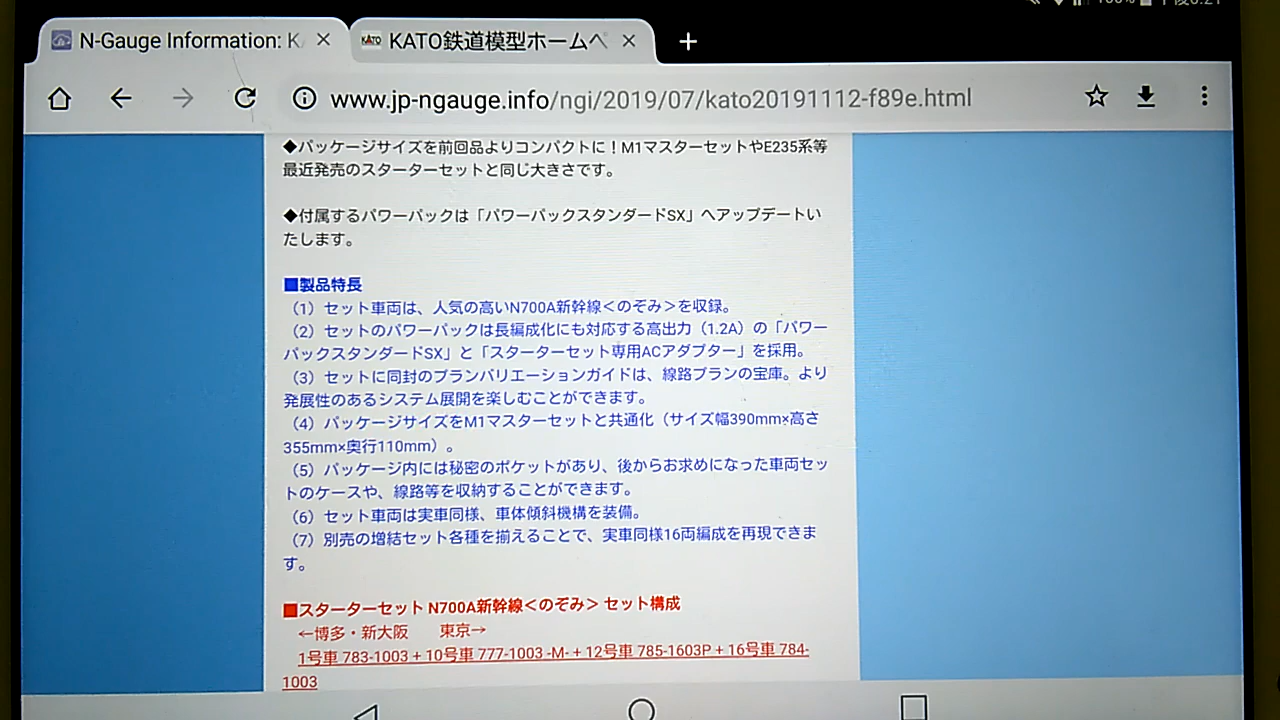 N-Gauge Information: K
KATO鉄道模型ホームペ
www.jp-ngauge.info/ngi/2019/07/kato20191112-f89e.html
◆パッケージサイズを前回品よりコンパクトに！M1マスターセットやE235系等
最近発売のスターターセットと同じ大きさです。
◆付属するパワーパックは「パワーパックスタンダードSX」へアップデートい
たします。
■製品特長
（1）セット車両は、人気の高いN700A新幹線＜のぞみ＞を収録。
（2）セットのパワーパックは長編成化にも対応する高出力（1.2A）の「パワー
パックスタンダードSX」と「スターターセット専用ACアダプター」を採用。
（3）セットに同封のプランバリエーションガイドは、線路プランの宝庫。より
発展性のあるシステム展開を楽しむことができます。
（4）パッケージサイズをM1マスターセットと共通化（サイズ幅390mm×高さ
355mm×奥行110mm）。
（5）パッケージ内には秘密のポケットがあり、後からお求めになった車両セッ
トのケースや、線路等を収納することができます。
（6）セット車両は実車同様、車体傾斜機構を装備。
（7）別売の増結セット各種を揃えることで、実車同様16両編成を再現できま
す。
■スターターセット N700A新幹線＜のぞみ＞ セット構成
←博多・新大阪　　東京→
1号車 783-1003 + 10号車 777-1003 -M- + 12号車 785-1603P + 16号車 784-
1003